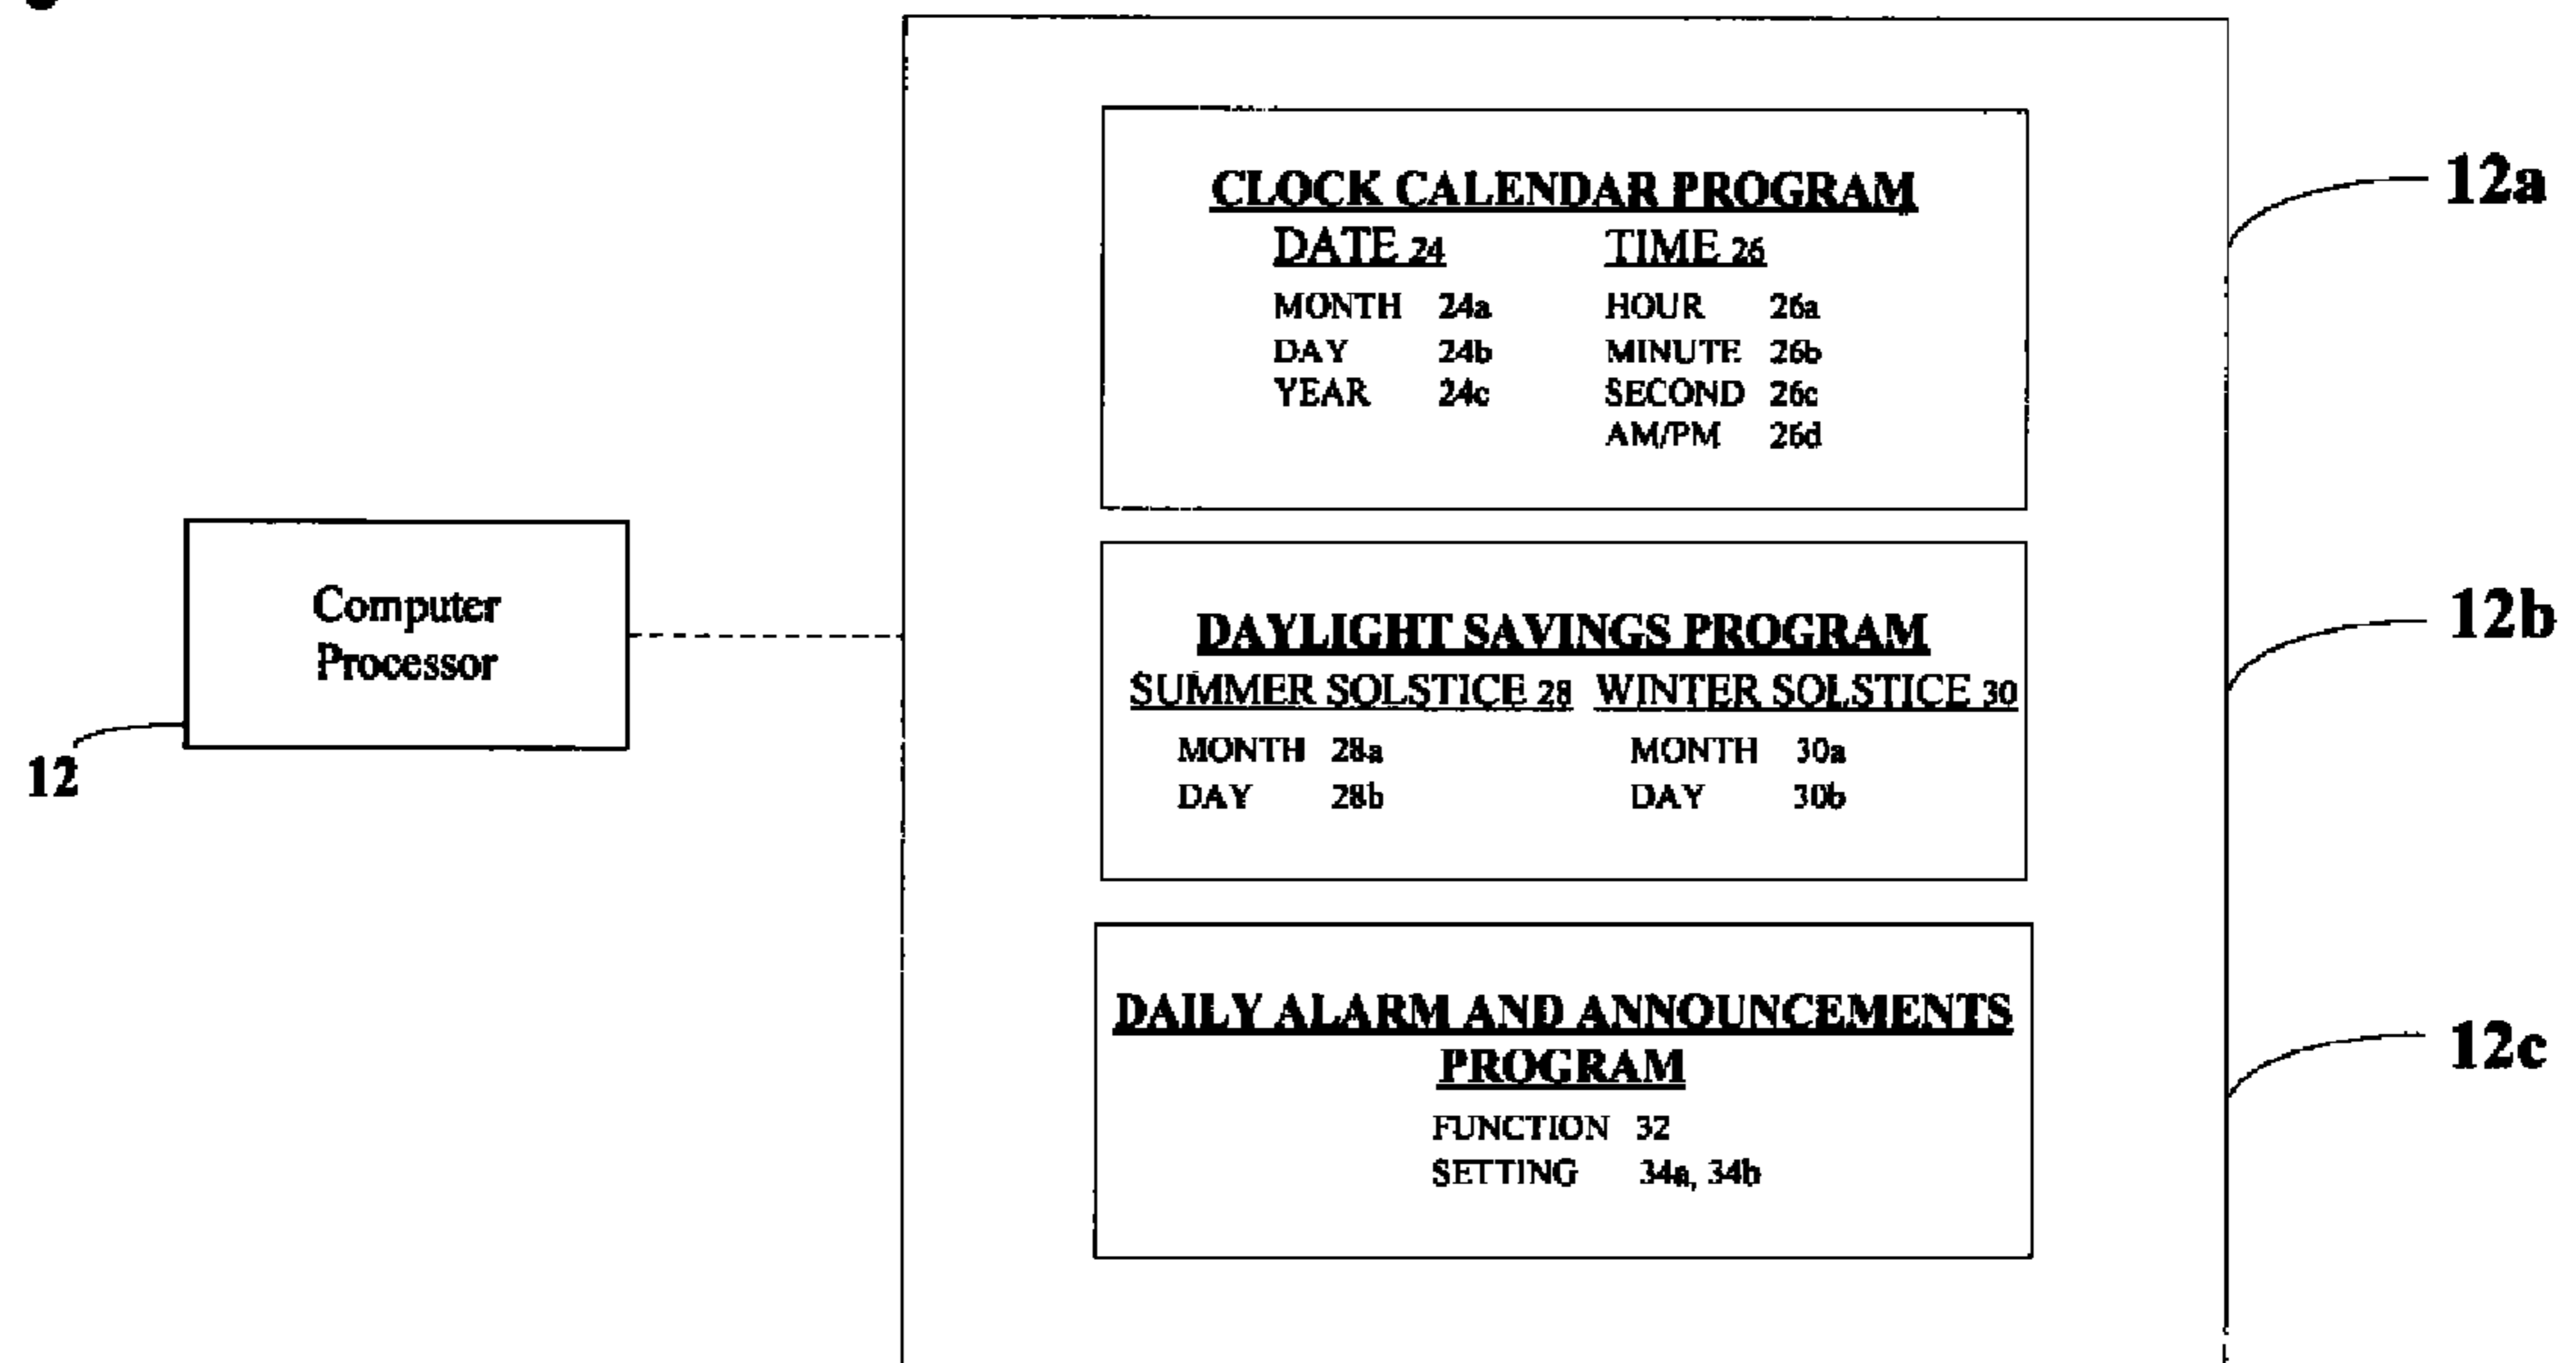 CLOCK CALENDAR PROGRAM
DATE 24 TIME 26
MONTH 24a HOUR 26a
DAY 24b MINUTE 26b
YEAR 24c SECOND 26c
AM/PM 26d
12a
Computer
Processor
12
DAYLIGHT SAVINGS PROGRAM
SUMMER SOLSTICE 28 WINTER SOLSTICE 30
MONTH 28a MONTH 30a
DAY 28b DAY 30b
12b
DAILY ALARM AND ANNOUNCEMENTS
PROGRAM
FUNCTION 32
SETTING 34a, 34b
12c